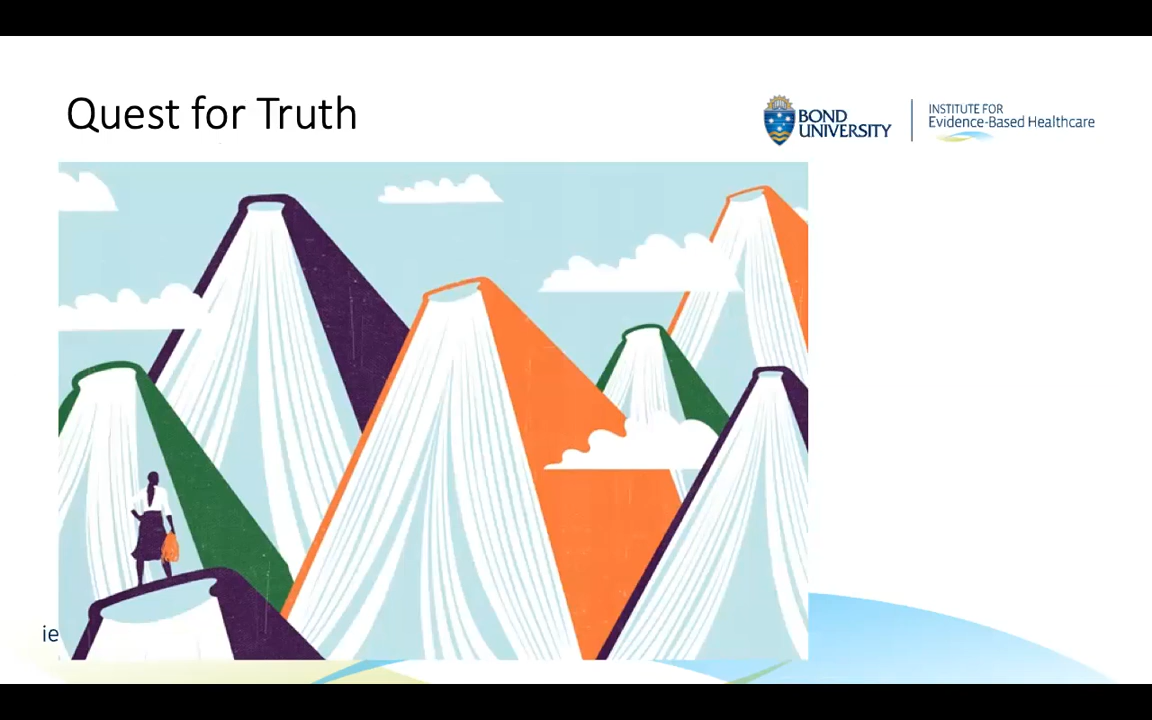 Quest for Truth
BOND
UNIVERSITY
INSTITUTE FOR
Evidence-Based Healthcare
ie